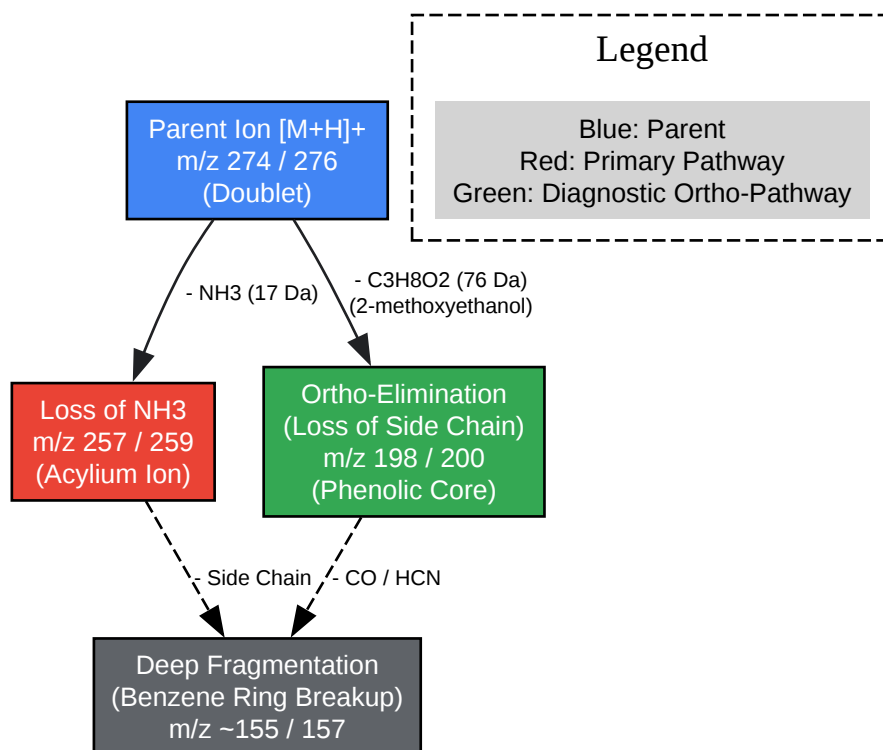 Legend
Blue: Parent
Red: Primary Pathway
Green: Diagnostic Ortho-Pathway
Parent Ion [M+H]+
m/z 274 / 276
(Doublet)
- NH3 (17 Da)
- C3H8O2 (76 Da)
(2-methoxyethanol)
Loss of NH3
m/z 257 / 259
(Acylium Ion)
Ortho-Elimination
(Loss of Side Chain)
m/z 198 / 200
(Phenolic Core)
- Side Chain
- CO / HCN
Deep Fragmentation
(Benzene Ring Breakup)
m/z ~155 / 157